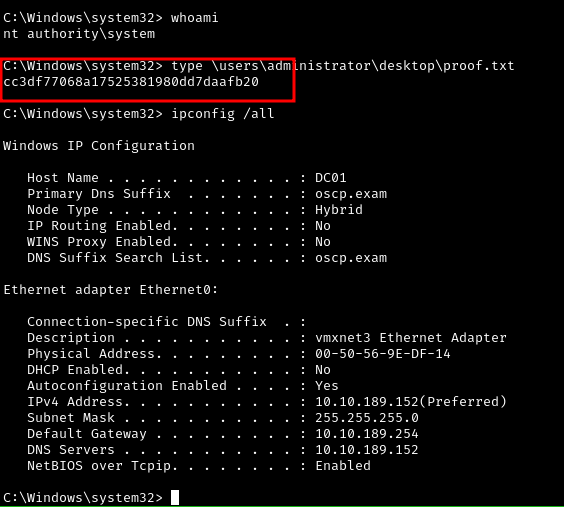 C:\Windows\system32> whoami
nt authority\system
C:\Windows\system32> type \users\administrator\desktop\proof.txt
cc3df77068a17525381980dd7daafb20
C:\Windows\system32> ipconfig /all
Windows IP Configuration
Host Name . . . . . . . . . . . . : DC01
Primary Dns Suffix  . . . . . . . : oscp.exam
Node Type . . . . . . . . . . . . : Hybrid
IP Routing Enabled. . . . . . . . : No
WINS Proxy Enabled. . . . . . . . : No
DNS Suffix Search List. . . . . . : oscp.exam
Ethernet adapter Ethernet0:
Connection-specific DNS Suffix  . :
Description . . . . . . . . . . . : vmxnet3 Ethernet Adapter
Physical Address. . . . . . . . . : 00-50-56-9E-DF-14
DHCP Enabled. . . . . . . . . . . : No
Autoconfiguration Enabled . . . . : Yes
IPv4 Address. . . . . . . . . . . : 10.10.189.152(Preferred)
Subnet Mask . . . . . . . . . . . : 255.255.255.0
Default Gateway . . . . . . . . . : 10.10.189.254
DNS Servers . . . . . . . . . . . : 10.10.189.152
NetBIOS over Tcpip. . . . . . . . : Enabled
C:\Windows\system32>